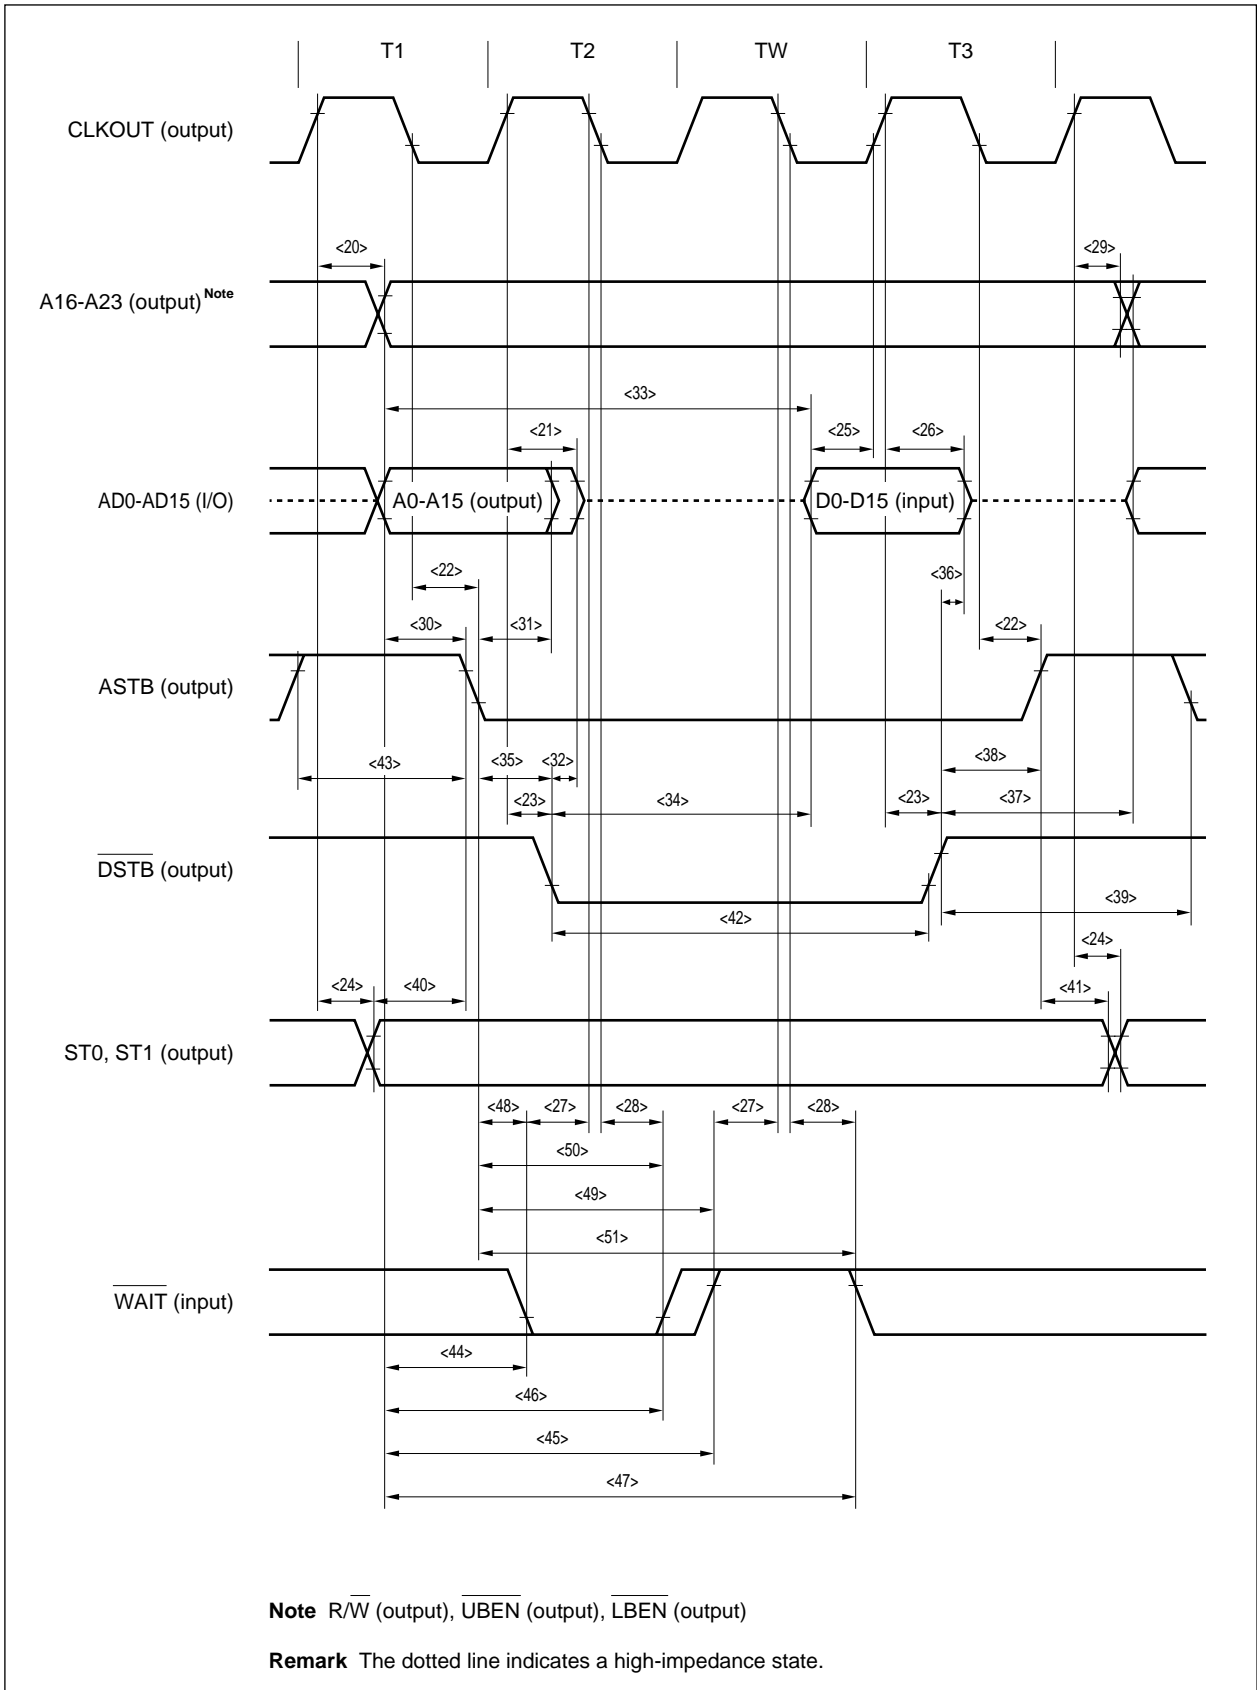 T1 T2 TW T3
CLKOUT (output)
<20> <29>
A16-A23 (output) Note
<33>
<21> <25> <26>
AD0-AD15 (I/O) A0-A15 (output) D0-D15 (input)
<22> <36>
<30> <31> <22>
ASTB (output)
<43> <35> <32> <38>
<23> <34> <23> <37>
DSTB (output)
<39>
<42>
<24>
<24> <40> <41>
ST0, ST1 (output)
<48> <27> <28> <27> <28>
<50>
<49>
<51>
WAIT (input)
<44>
<46>
<45>
<47>
Note R/W (output), UBEN (output), LBEN (output)
Remark The dotted line indicates a high-impedance state.